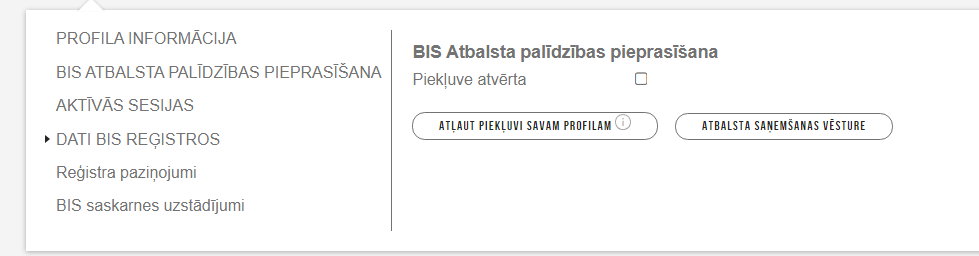 PROFILA INFORMĀCIJA
BIS ATBALSTA PALĪDZĪBAS PIEPRASĪŠANA
AKTĪVĀS SESIJAS
DATI BIS REĢISTROS
Reģistra paziņojumi
BIS saskarnes uzstādījumi
BIS Atbalsta palīdzības pieprasīšana
Piekļuve atvērta
ATĻAUT PIEKĻUVI SAVAM PROFILAM
ATBALSTA SAŅEMŠANAS VĒSTURE